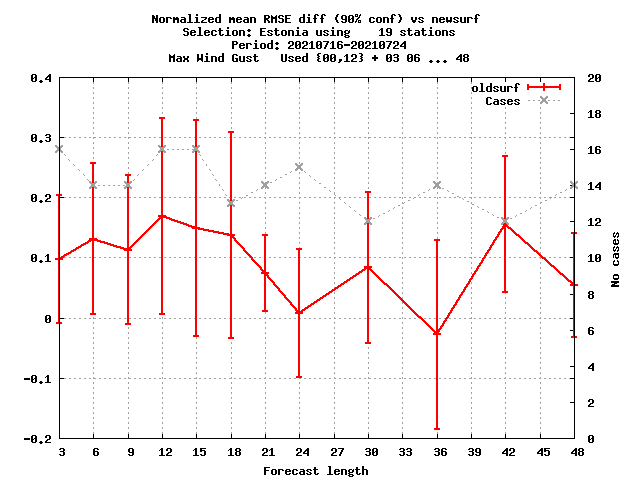 Normalized mean RMSE diff (90% conf) vs newsurf
Selection: Estonia using    19 stations
Period: 20210716-20210724
Max Wind Gust   Used {00,12} + 03 06 ... 48
oldsurf
Cases
0.4
0.3
0.2
0.1
0
-0.1
-0.2
20
18
16
14
12
10
8
6
4
2
0
No cases
3 6 9 12 15 18 21 24 27 30 33 36 39 42 45 48
Forecast length